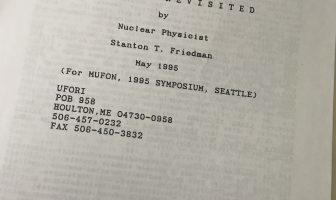 REVISITED
by
Nuclear Physicist
Stanton T. Friedman
May 1995
(For MUFON, 1995 SYMPOSIUM, SEATTLE)
UFORI
POB 958
HOULTON,ME 04730-0958
506-457-0232
FAX 506-450-3832